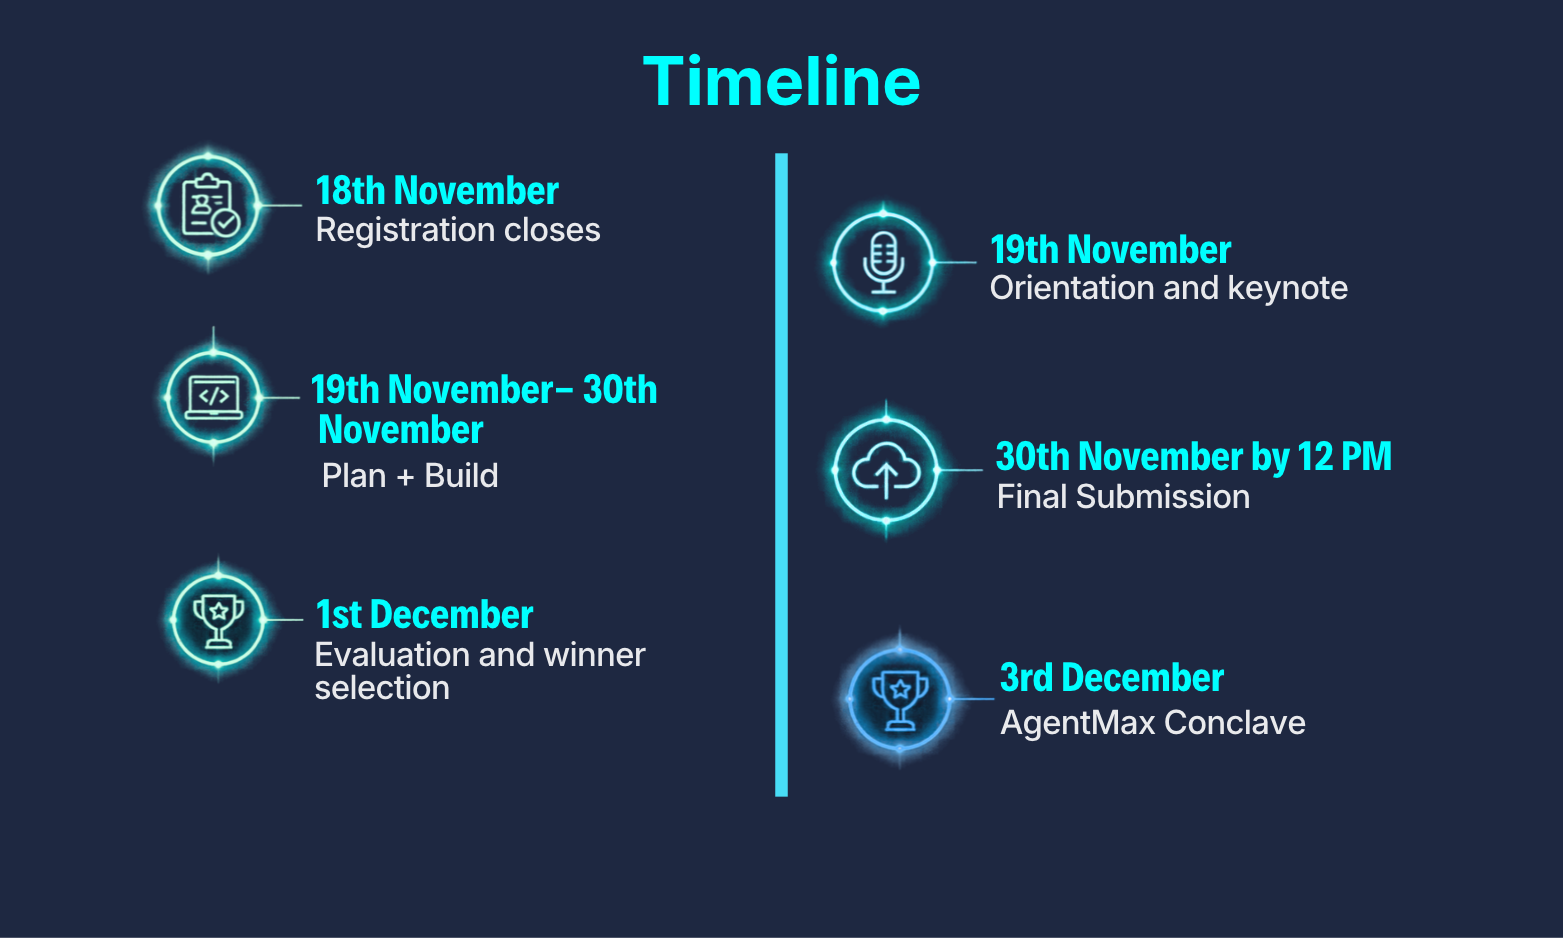 Timeline
18th November
Registration closes
19th November
Orientation and keynote
19th November– 30th
November
Plan + Build
30th November by 12 PM
Final Submission
1st December
Evaluation and winner
selection
3rd December
AgentMax Conclave